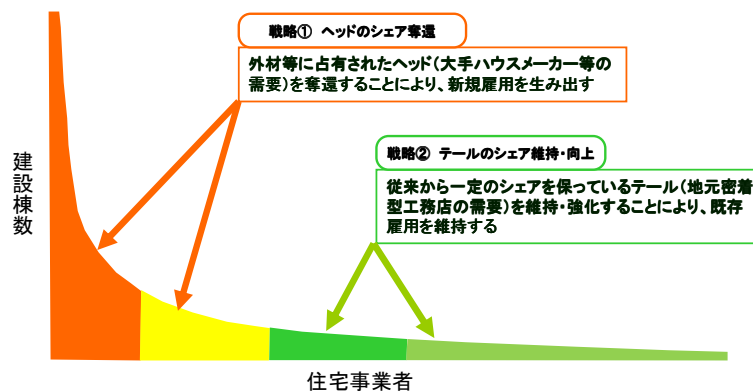 戦略① ヘッドのシェア奪還
外材等に占有されたヘッド(大手ハウスメーカー等の
需要)を奪還することにより、新規雇用を生み出す
戦略② テールのシェア維持・向上
従来から一定のシェアを保っているテール(地元密着
型工務店の需要)を維持・強化することにより、既存
雇用を維持する
建設棟数
住宅事業者